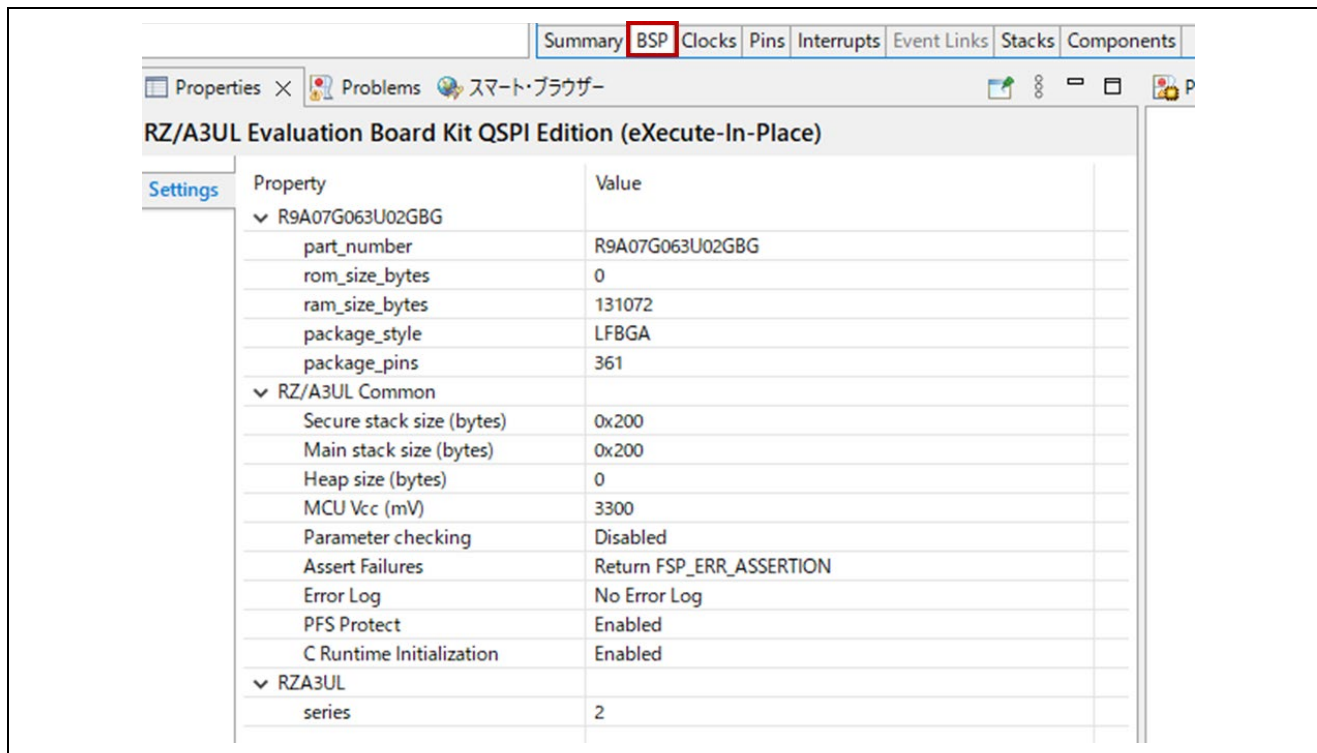 Summary BSP Clocks Pins Interrupts Event Links Stacks Components
Properties Problems スマート・ブラウザー P
RZ/A3UL Evaluation Board Kit QSPI Edition (eXecute-In-Place)
Settings Property Value
R9A07G063U02GBG
part_number R9A07G063U02GBG
rom_size_bytes 0
ram_size_bytes 131072
package_style LFBGA
package_pins 361
RZ/A3UL Common
Secure stack size (bytes) 0x200
Main stack size (bytes) 0x200
Heap size (bytes) 0
MCU Vcc (mV) 3300
Parameter checking Disabled
Assert Failures Return FSP_ERR_ASSERTION
Error Log No Error Log
PFS Protect Enabled
C Runtime Initialization Enabled
RZA3UL
series 2